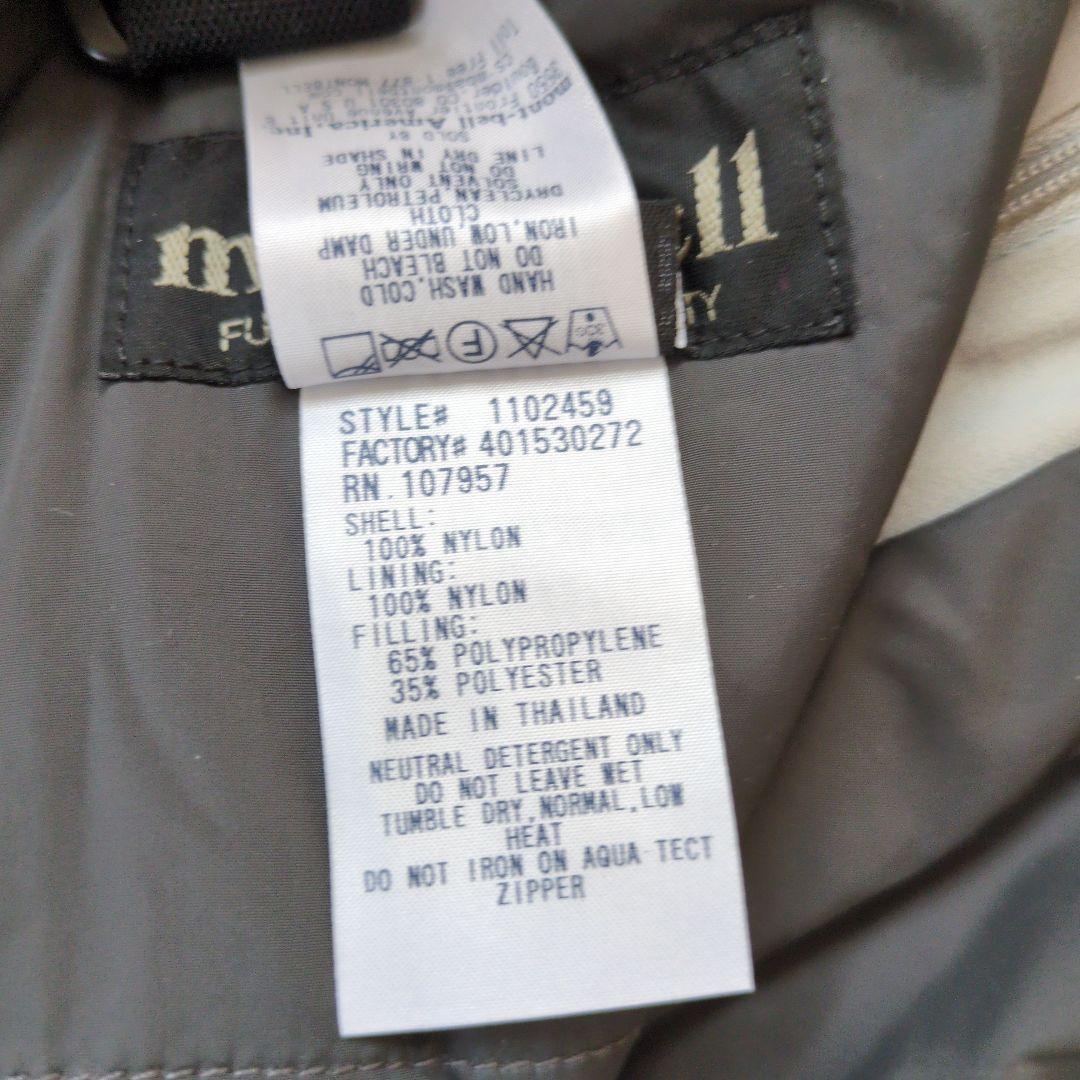 m ll
FU TY
mont-bell America,Inc.
SOLD BY
LINE DRY IN SHADE
DO NOT WRING
SOLVENT ONLY
DRYCLEAN PETROLEUM
CLOTH
IRON,LOW UNDER DAMP
DO NOT BLEACH
HAND WASH,COLD
F
STYLE# 1102459
FACTORY# 401530272
RN.107957
SHELL:
100% NYLON
LINING:
100% NYLON
FILLING:
65% POLYPROPYLENE
35% POLYESTER
MADE IN THAILAND
NEUTRAL DETERGENT ONLY
DO NOT LEAVE WET
TUMBLE DRY,NORMAL,LOW
HEAT
DO NOT IRON ON AQUA-TECT
ZIPPER